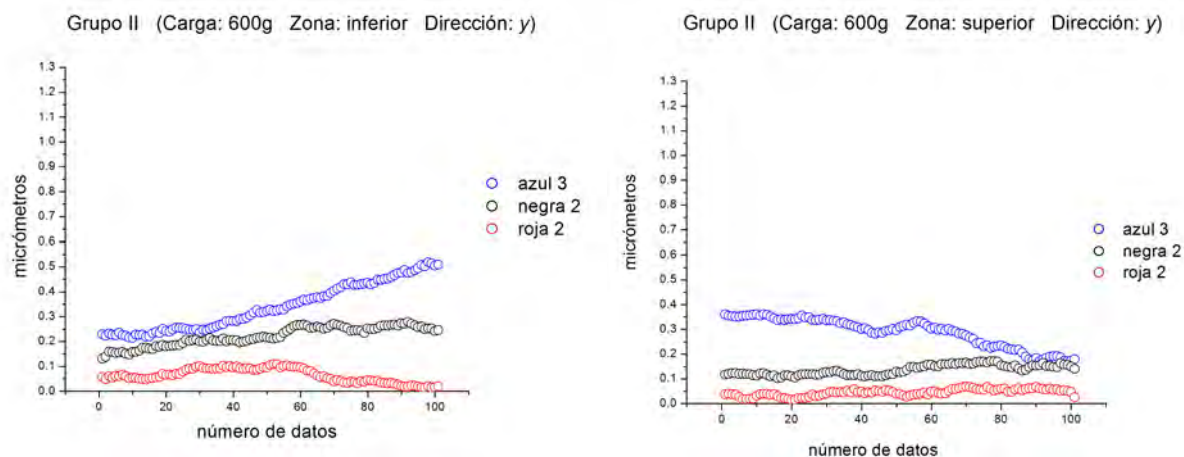 Grupo II (Carga: 600g Zona: inferior Dirección: y)
micrómetros
1.3
1.2
1.1
1.0
0.9
0.8
0.7
0.6
0.5
0.4
0.3
0.2
0.1
0.0
0 20 40 60 80 100
número de datos
azul 3
negra 2
roja 2
Grupo II (Carga: 600g Zona: superior Dirección: y)
micrómetros
1.3
1.2
1.1
1.0
0.9
0.8
0.7
0.6
0.5
0.4
0.3
0.2
0.1
0.0
0 20 40 60 80 100
número de datos
azul 3
negra 2
roja 2